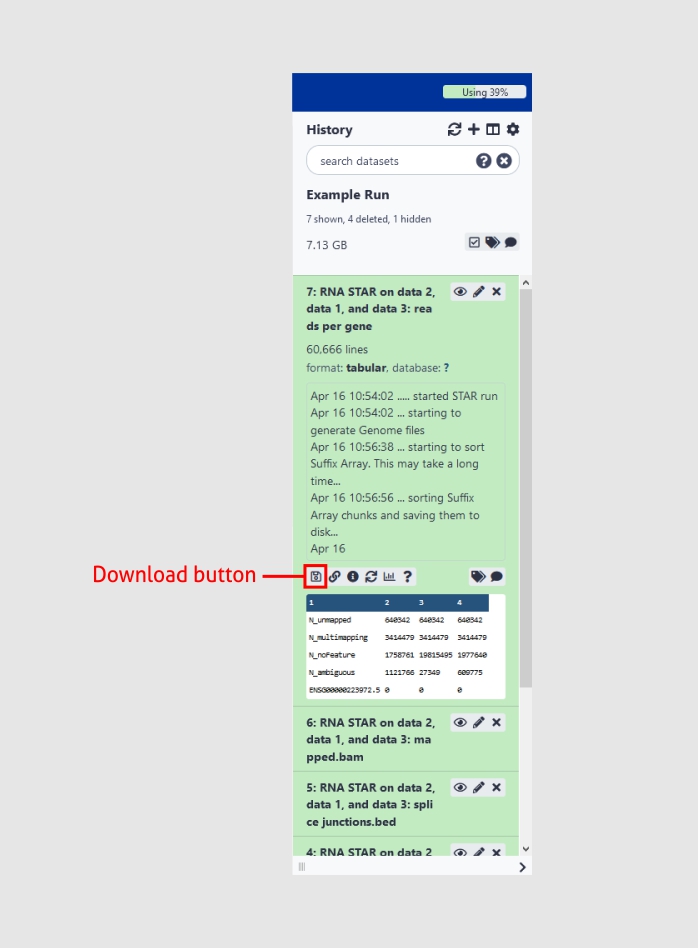 Using 39%
History
search datasets
Example Run
7 shown, 4 deleted, 1 hidden
7.13 GB
7: RNA STAR on data 2,
data 1, and data 3: rea
ds per gene
60,666 lines
format: tabular, database: ?
Apr 16 10:54:02 ..... started STAR run
Apr 16 10:54:02 ... starting to
generate Genome files
Apr 16 10:56:38 ... starting to sort
Suffix Array. This may take a long
time...
Apr 16 10:56:56 ... sorting Suffix
Array chunks and saving them to
disk...
Apr 16
Download button
1 2 3 4
N_unmapped 640342 640342 640342
N_multimapping 3414479 3414479 3414479
N_noFeature 1758761 19815495 1977640
N_ambiguous 1121766 27349 609775
ENSG00000223972.5 0 0 0
6: RNA STAR on data 2,
data 1, and data 3: ma
pped.bam
5: RNA STAR on data 2,
data 1, and data 3: spli
ce junctions.bed
4: RNA STAR on data 2